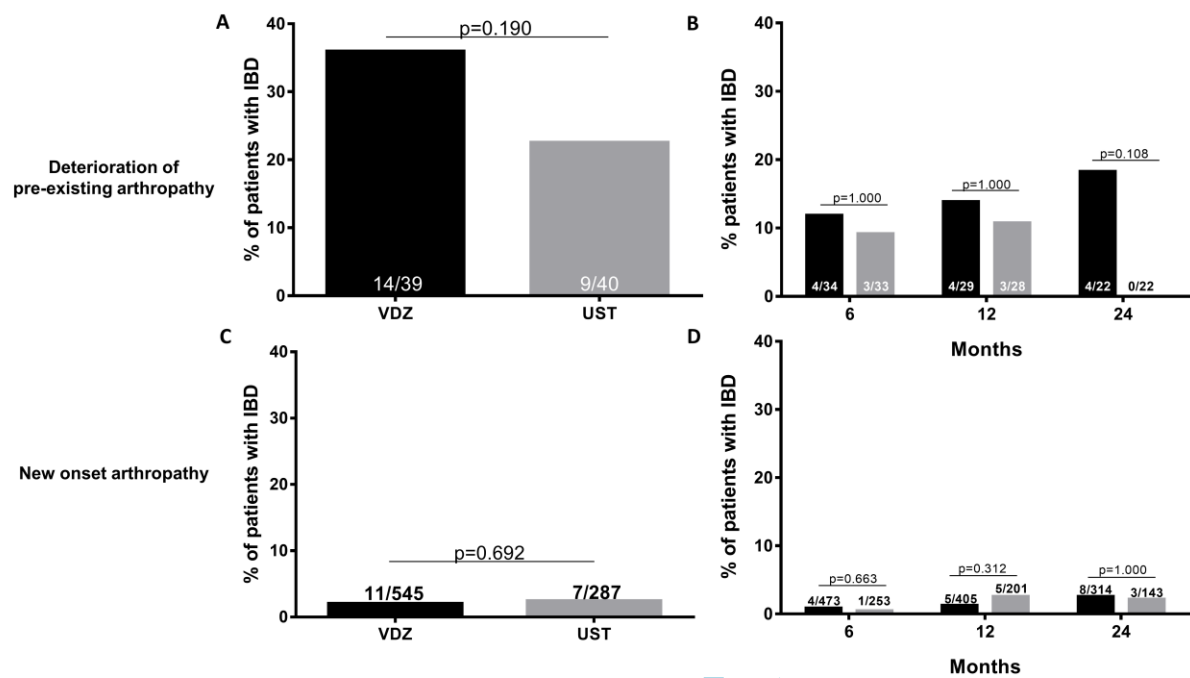 A
% of patients with IBD
40
30
20
10
0
p=0.190
14/39
9/40
VDZ
UST
B
% patients with IBD
40
30
20
10
0
p=1.000
p=1.000
p=0.108
4/34
3/33
4/29
3/28
4/22
0/22
6
12
24
Months
Deterioration of
pre-existing arthropathy
C
% of patients with IBD
40
30
20
10
0
p=0.692
11/545
7/287
VDZ
UST
D
% of patients with IBD
40
30
20
10
0
p=0.663
p=0.312
p=1.000
4/473
1/253
5/405
5/201
8/314
3/143
6
12
24
Months
New onset arthropathy